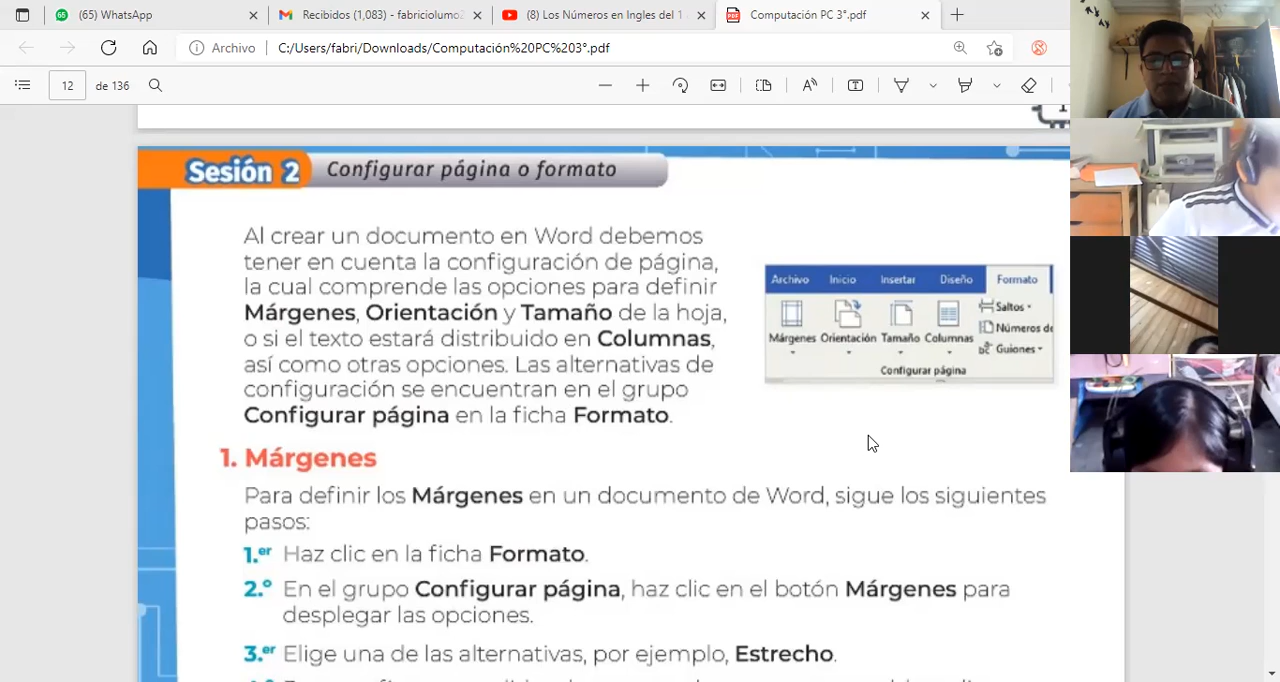 (65) WhatsApp
Recibidos (1,083) - fabriciolumo
(8) Los Números en Ingles del 1
Computación PC 3°.pdf
Archivo
C:/Users/fabri/Downloads/Computación%20PC%203°.pdf
12
de 136
Sesión 2 Configurar página o formato
Al crear un documento en Word debemos
tener en cuenta la configuración de página,
la cual comprende las opciones para definir
Márgenes, Orientación y Tamaño de la hoja,
o si el texto estará distribuido en Columnas,
así como otras opciones. Las alternativas de
configuración se encuentran en el grupo
Configurar página en la ficha Formato.
Archivo Inicio Insertar Diseño Formato
Saltos
Números de
Guiones
Márgenes Orientación Tamaño Columnas
Configurar página
1. Márgenes
Para definir los Márgenes en un documento de Word, sigue los siguientes
pasos:
1.er Haz clic en la ficha Formato.
2.° En el grupo Configurar página, haz clic en el botón Márgenes para
desplegar las opciones.
3.er Elige una de las alternativas, por ejemplo, Estrecho.